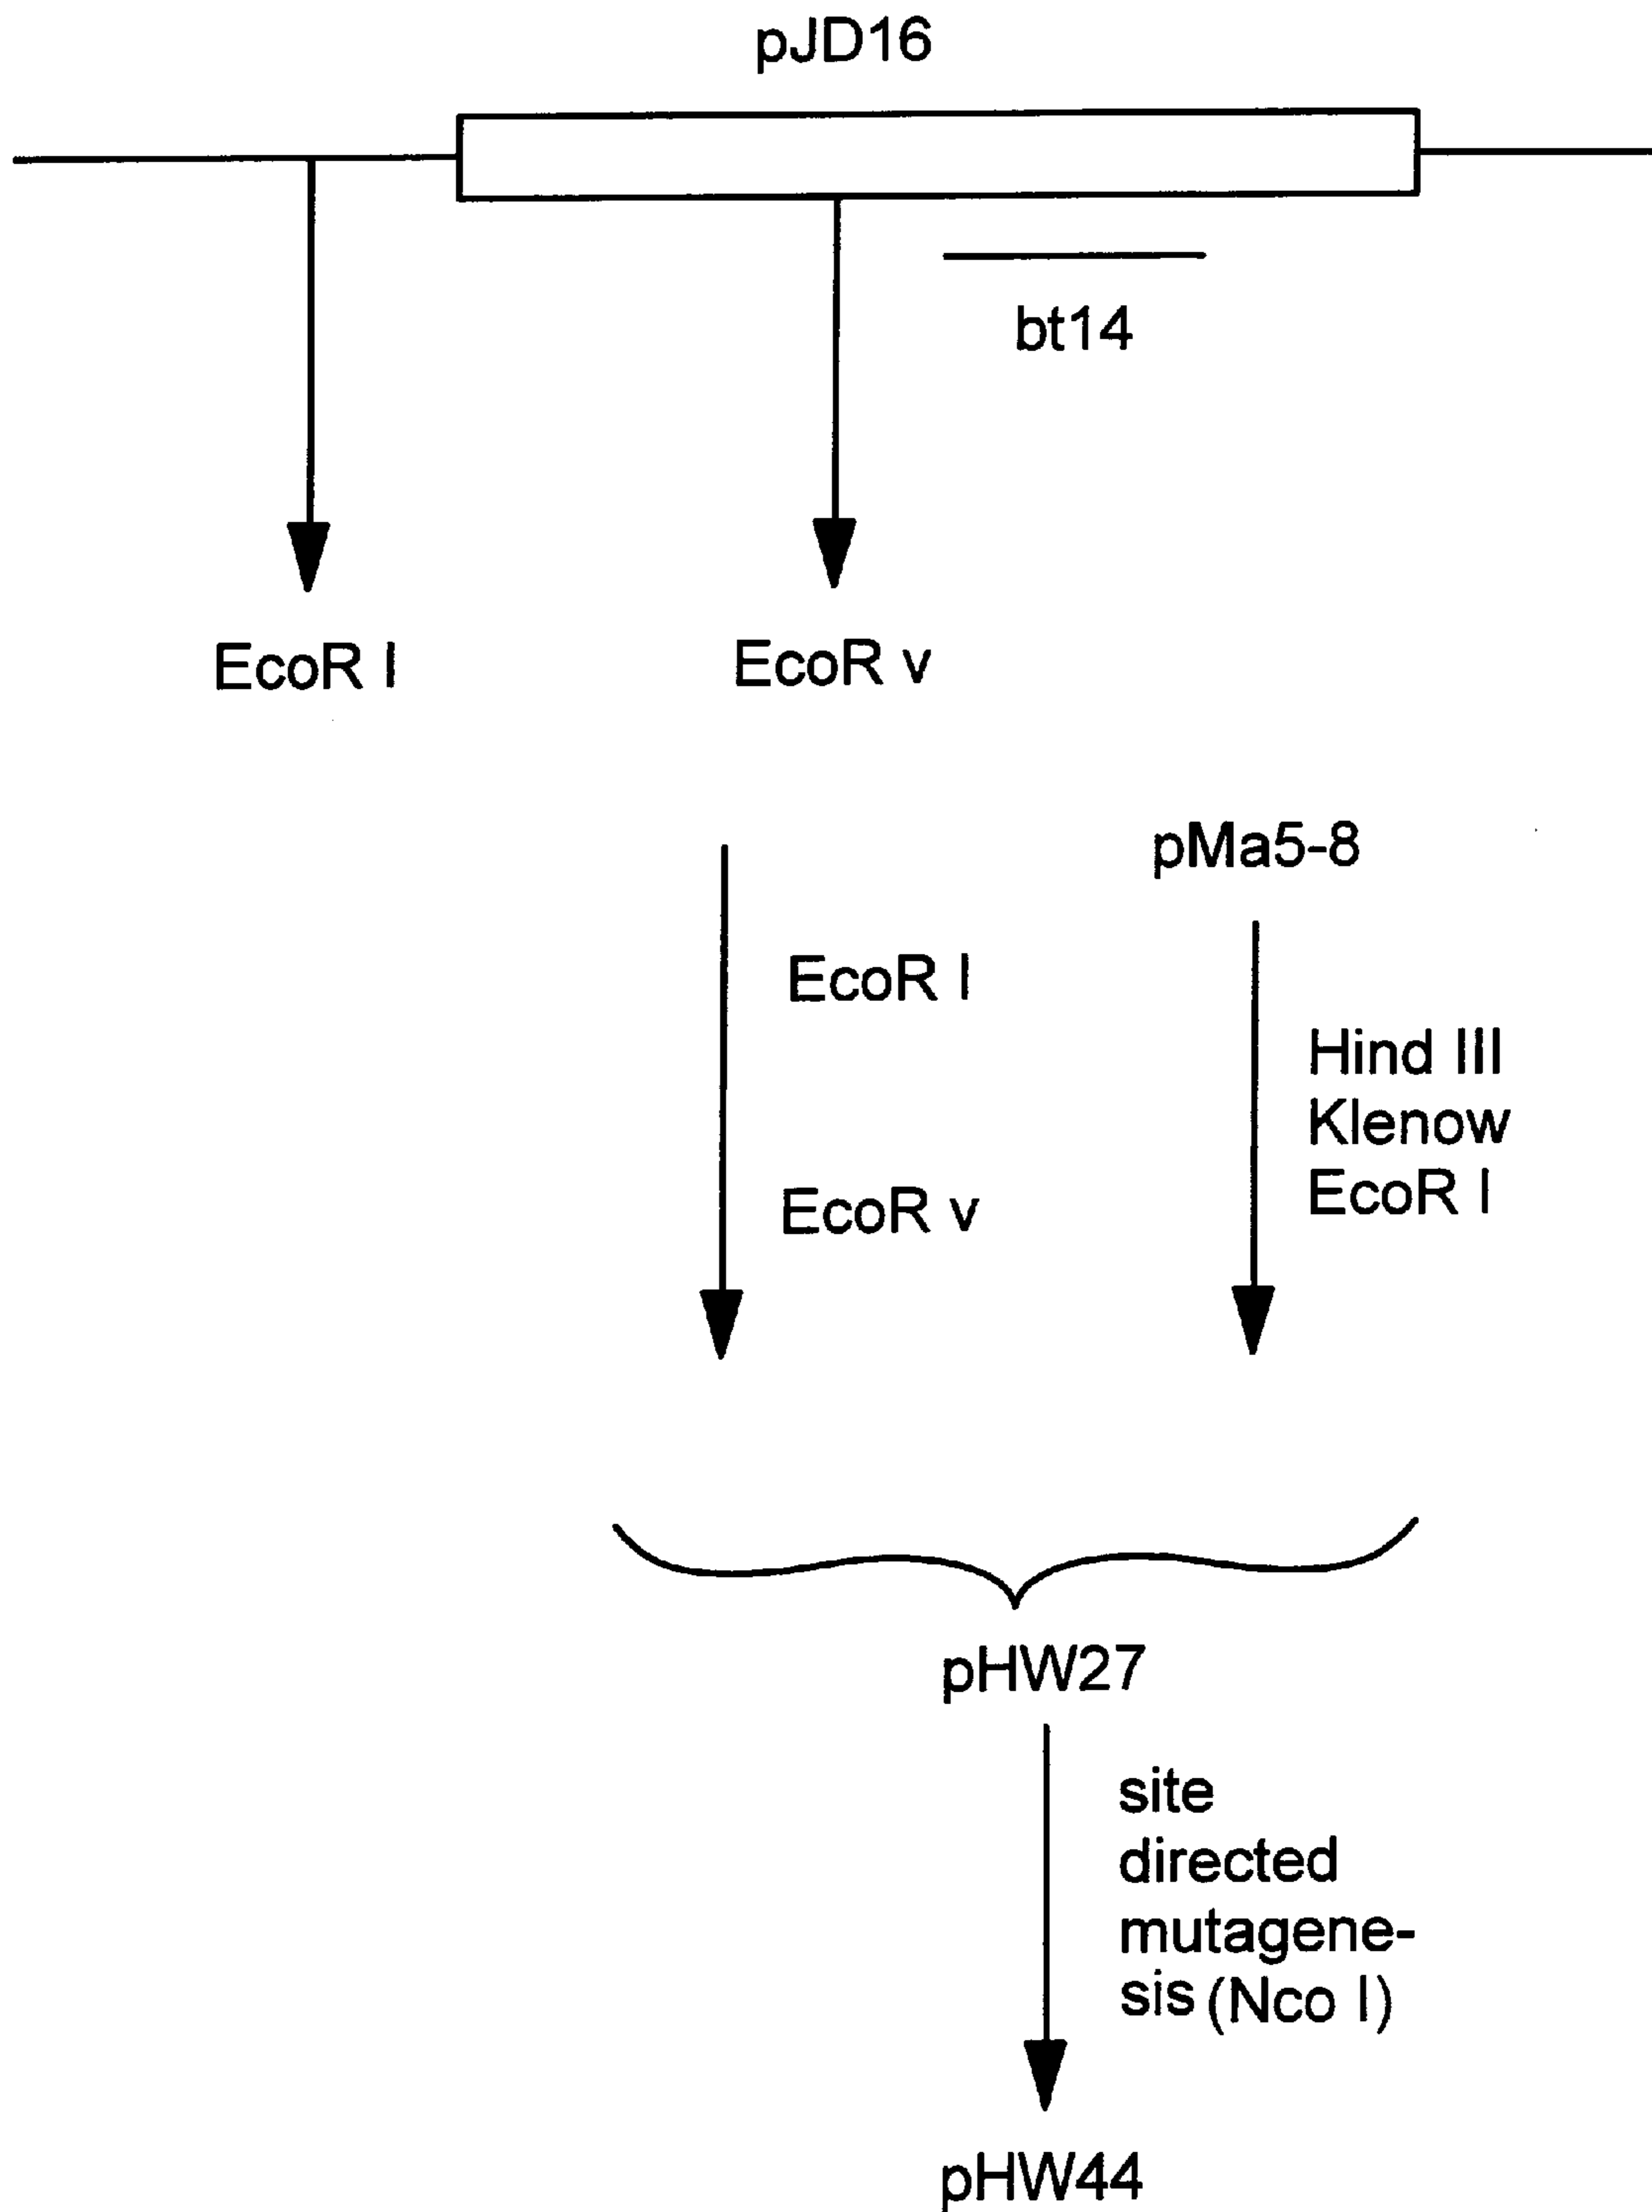 pJD16
bt14
EcoR I
EcoR v
pMa5-8
EcoR I
Hind III
Klenow
EcoR I
EcoR v
pHW27
site
directed
mutagene-
sis (Nco I)
pHW44